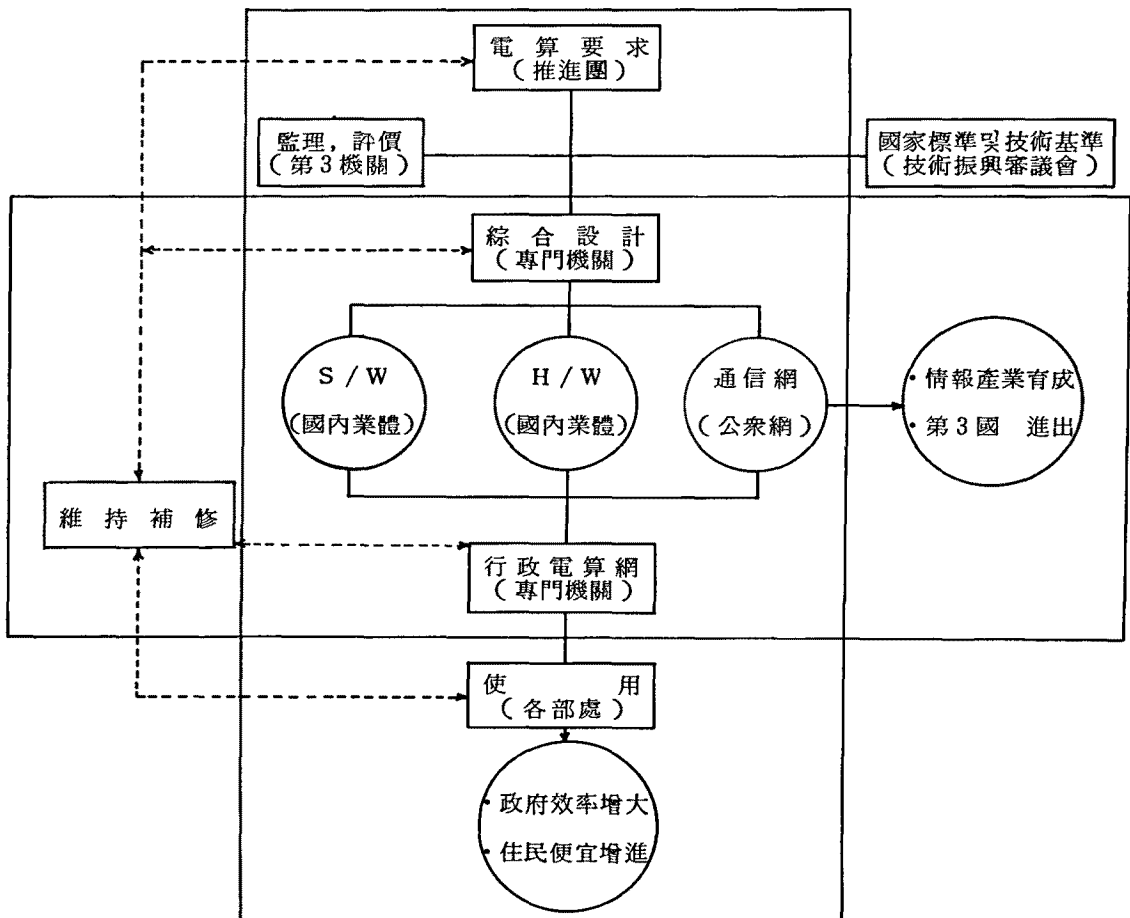 電算要求
(推進團)
監理, 評價
(第3機關)
國家標準및技術基準
(技術振興審議會)
綜合設計
(專門機關)
S/W
(國內業體)
H/W
(國內業體)
通信網
(公衆網)
• 情報產業育成
• 第3國 進出
維持補修
行政電算網
(專門機關)
使用
(各部處)
• 政府效率增大
• 住民便宜增進